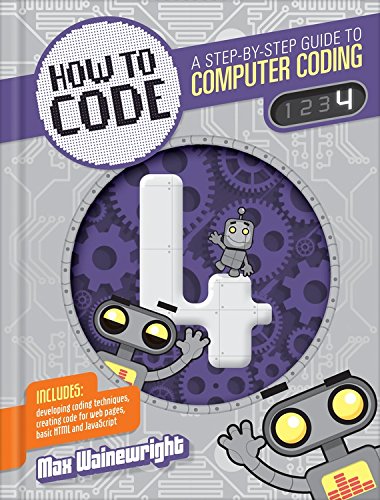 HOW TO
CODE
A STEP-BY-STEP GUIDE TO
COMPUTER CODING
1 2 3 4
4
INCLUDES:
developing coding techniques,
creating code for web pages,
basic HTML and JavaScript
Max Wainewright